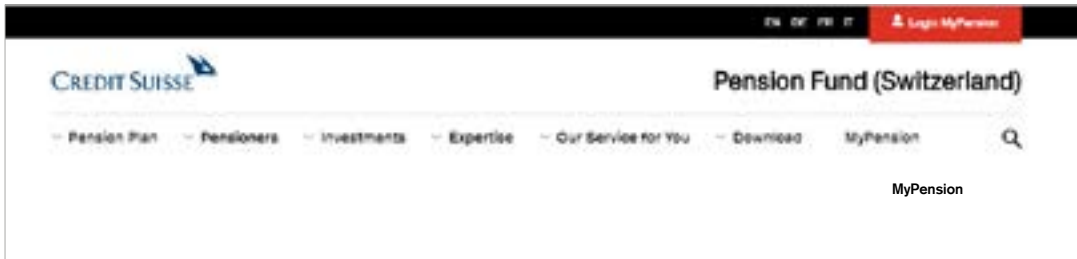 EN DE FR IT Login MyPension
CREDIT SUISSE
Pension Fund (Switzerland)
Pension Plan Pensioners Investments Expertise Our Service for You Download MyPension
MyPension